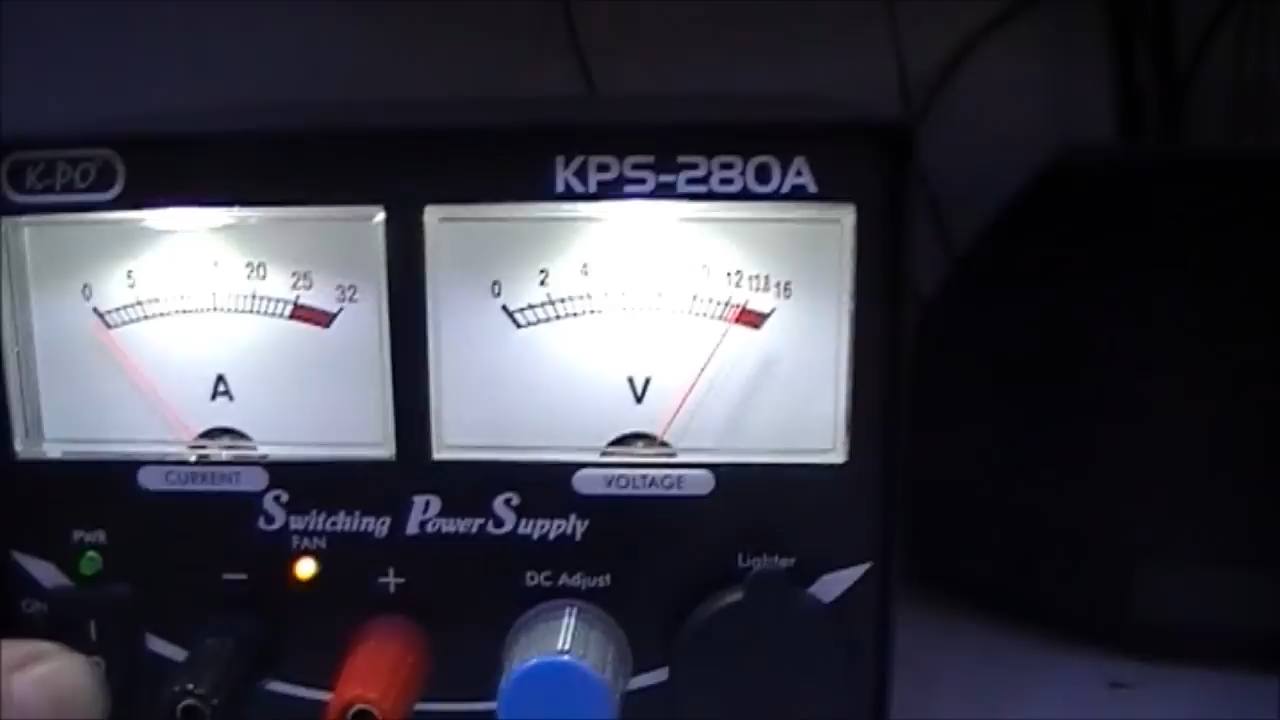 K-PO
KPS-280A
0 5 20 25 32
A
CURRENT
0 2 4 12 13.8 16
V
VOLTAGE
Switching Power Supply
PWR
FAN
ON
− +
DC Adjust
Lighter